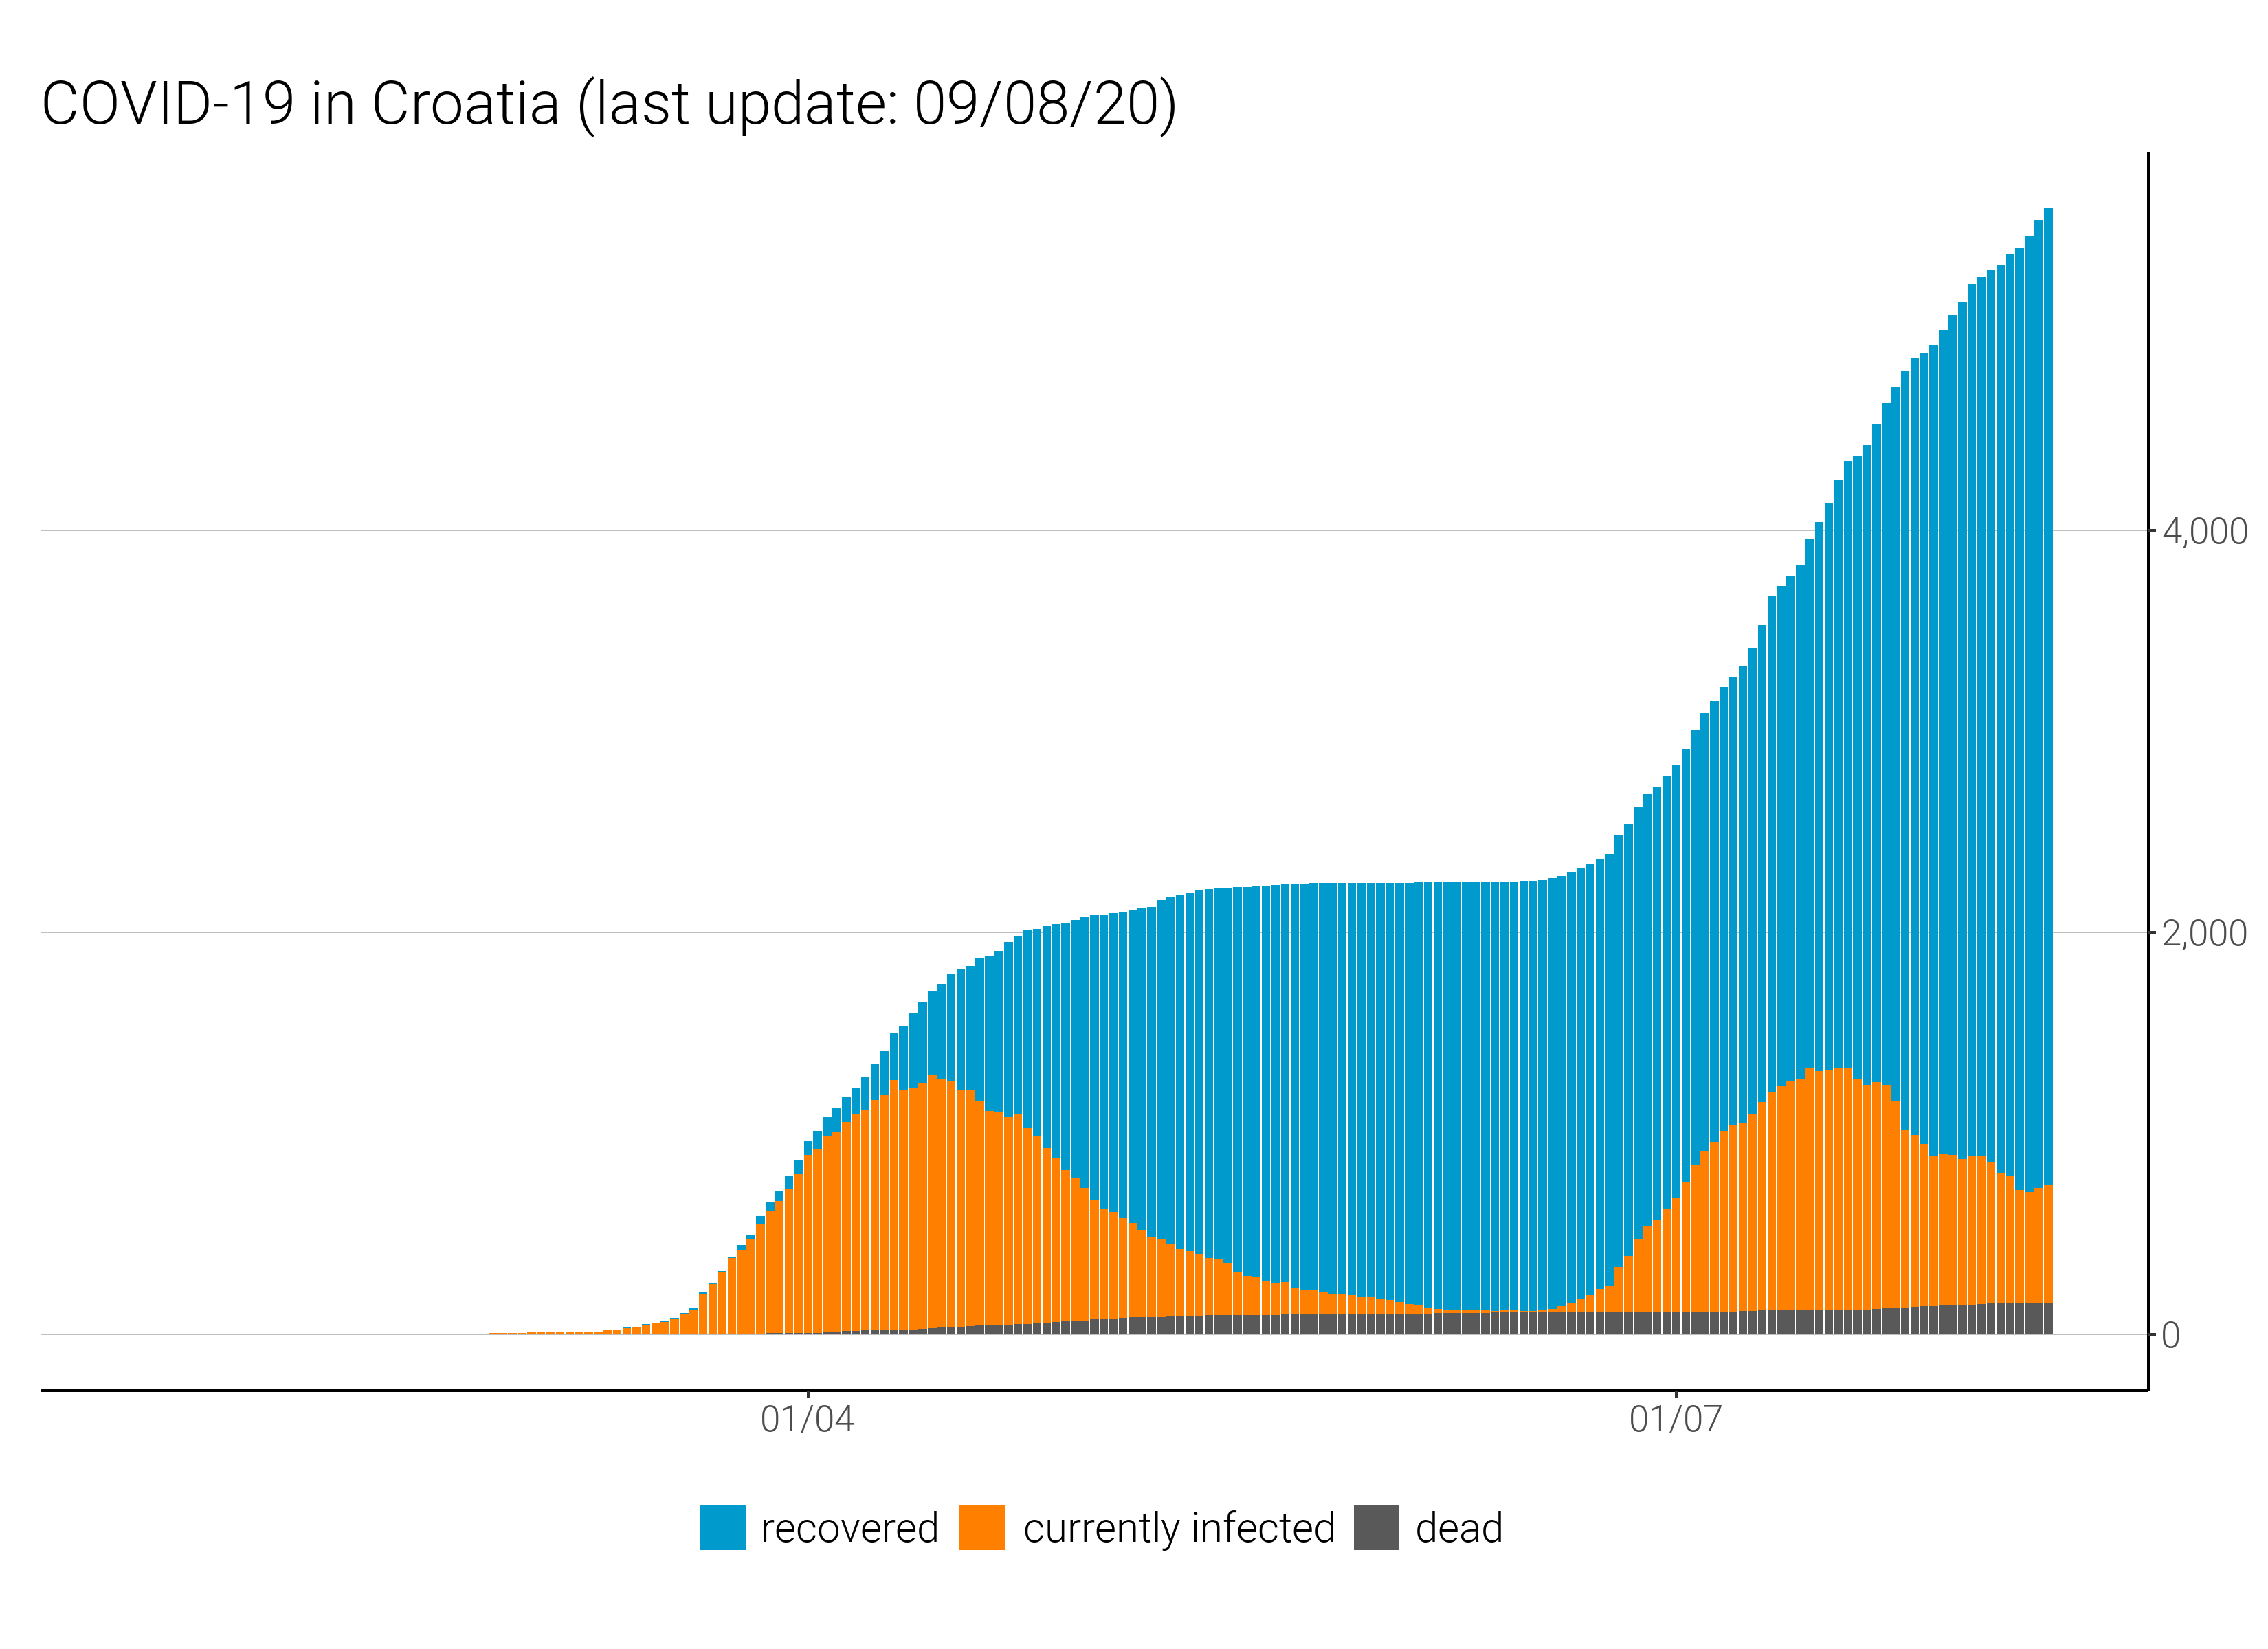 COVID-19 in Croatia (last update: 09/08/20)
4,000
2,000
0
01/04 01/07
recovered currently infected dead